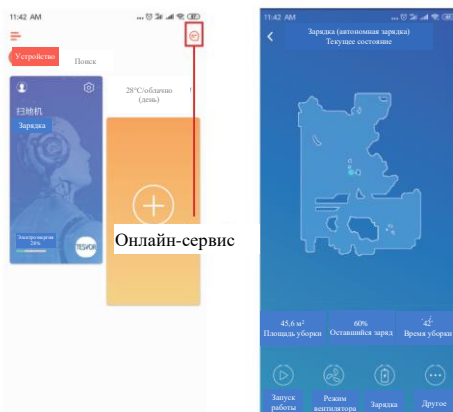 11:42 AM
Устройство
Поиск
28°C/облачно
(день)
扫地机
Зарядка
Электроэнергия
28%
TESVOR
Онлайн-сервис
11:42 AM
Зарядка (автономная зарядка)
Текущее состояние
45,6 м²
Площадь уборки
60%
Оставшийся заряд
42'
Время уборки
Запуск
работы
Режим
вентилятора
Зарядка
Другое